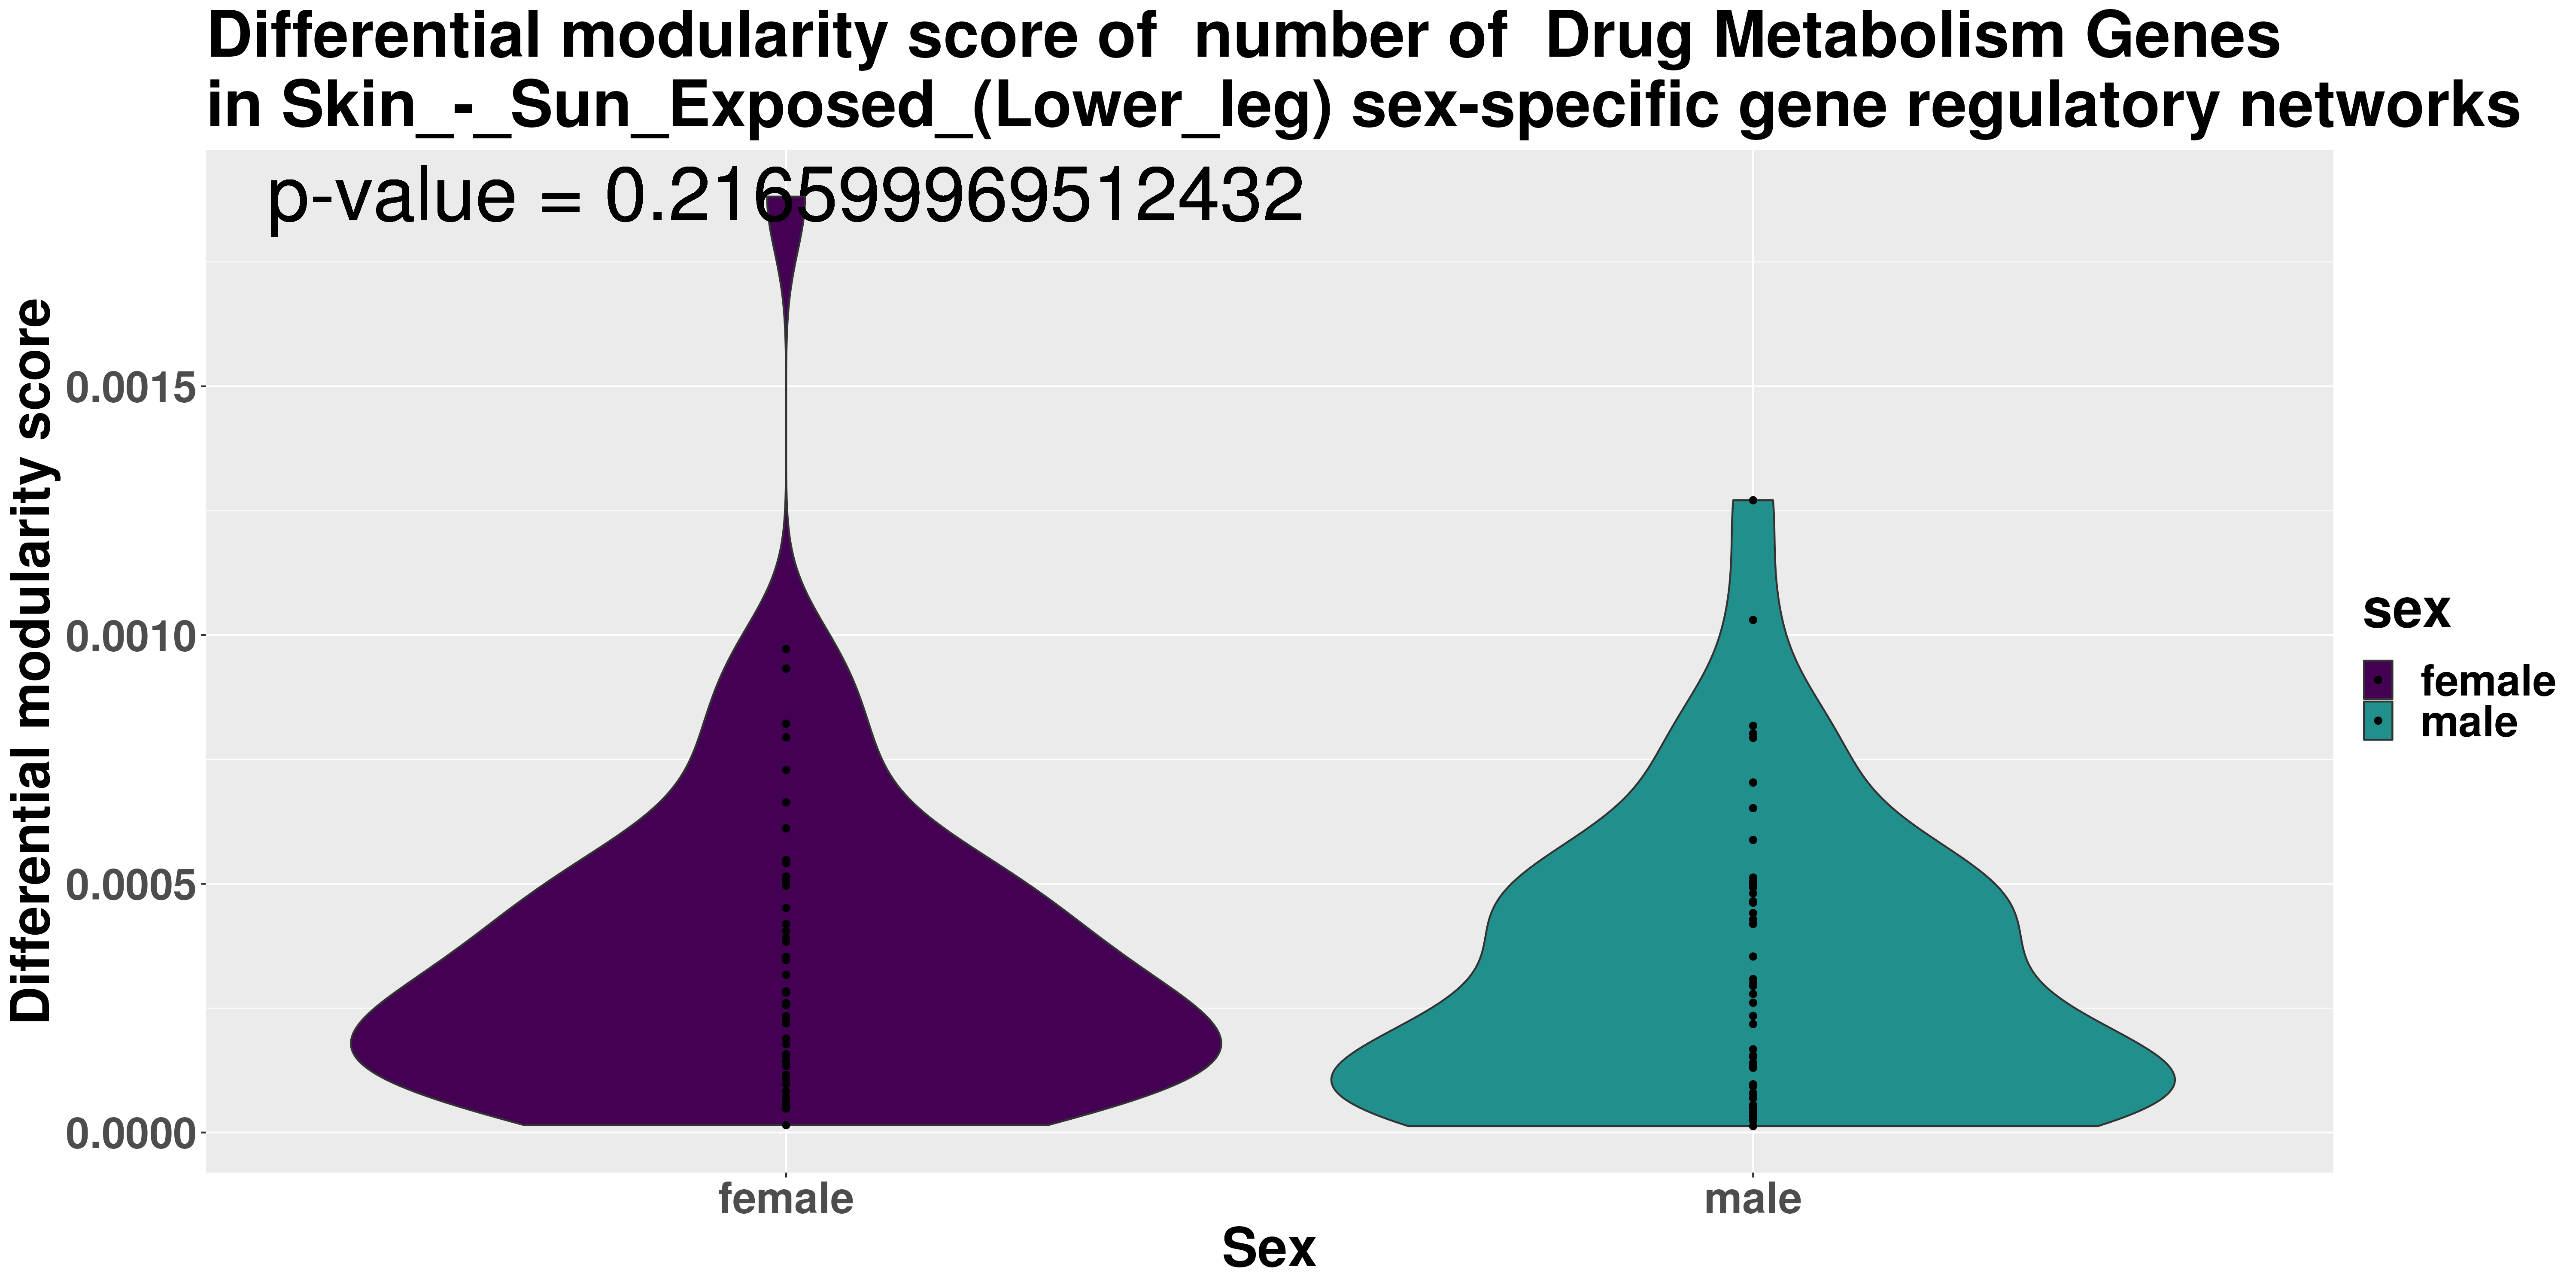 Differential modularity score of  number of  Drug Metabolism Genes
in Skin_-_Sun_Exposed_(Lower_leg) sex-specific gene regulatory networks
p-value = 0.216599969512432
Differential modularity score
0.0015
0.0010
0.0005
0.0000
female
male
Sex
sex
female
male